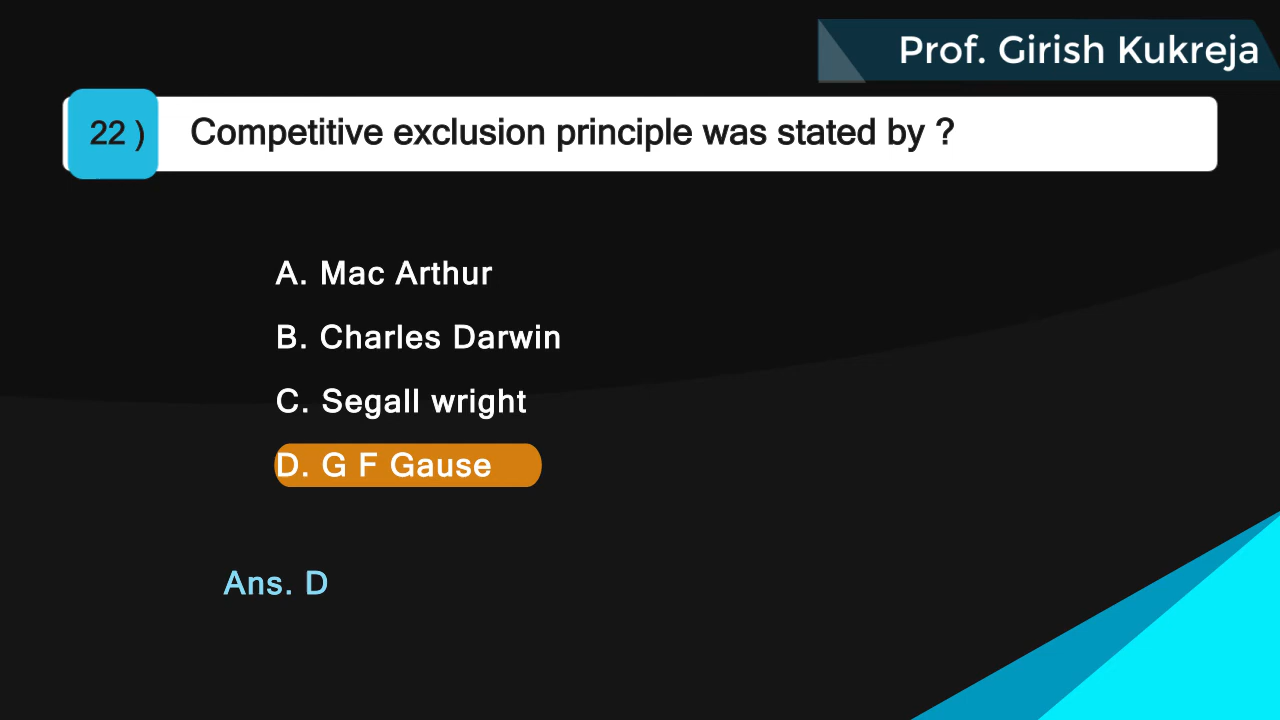 Prof. Girish Kukreja
22 ) Competitive exclusion principle was stated by ?
A. Mac Arthur
B. Charles Darwin
C. Segall wright
D. G F Gause
Ans. D